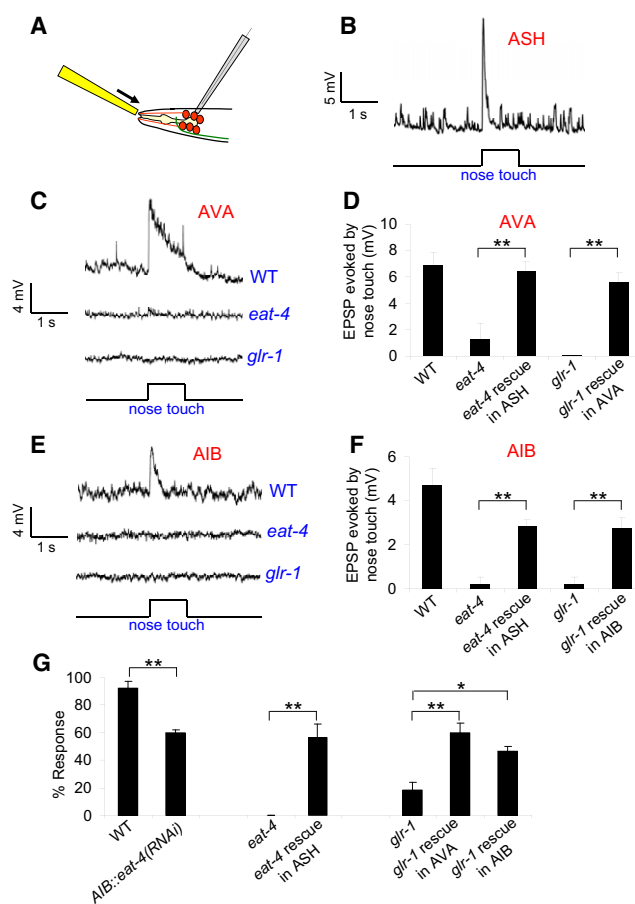 A
B
ASH
5 mV
1 s
nose touch
C
AVA
WT
eat-4
glr-1
4 mV
1 s
nose touch
D
AVA
EPSP evoked by
nose touch (mV)
10
8
6
4
2
0
**
**
WT
eat-4
eat-4 rescue
in ASH
glr-1
glr-1 rescue
in AVA
E
AIB
WT
eat-4
glr-1
4 mV
1 s
nose touch
F
AIB
EPSP evoked by
nose touch (mV)
6
4
2
0
**
**
WT
eat-4
eat-4 rescue
in ASH
glr-1
glr-1 rescue
in AIB
G
% Response
100
80
60
40
20
0
**
**
*
**
WT
AIB::eat-4(RNAi)
eat-4
eat-4 rescue
in ASH
glr-1
glr-1 rescue
in AVA
glr-1 rescue
in AIB